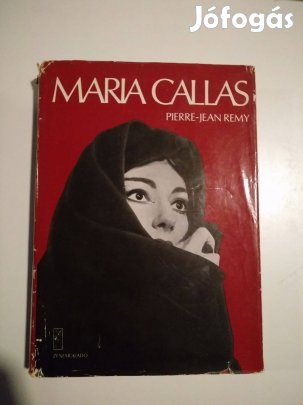 Jófogás
MARIA CALLAS
PIERRE-JEAN REMY
ZENEMŰKIADÓ